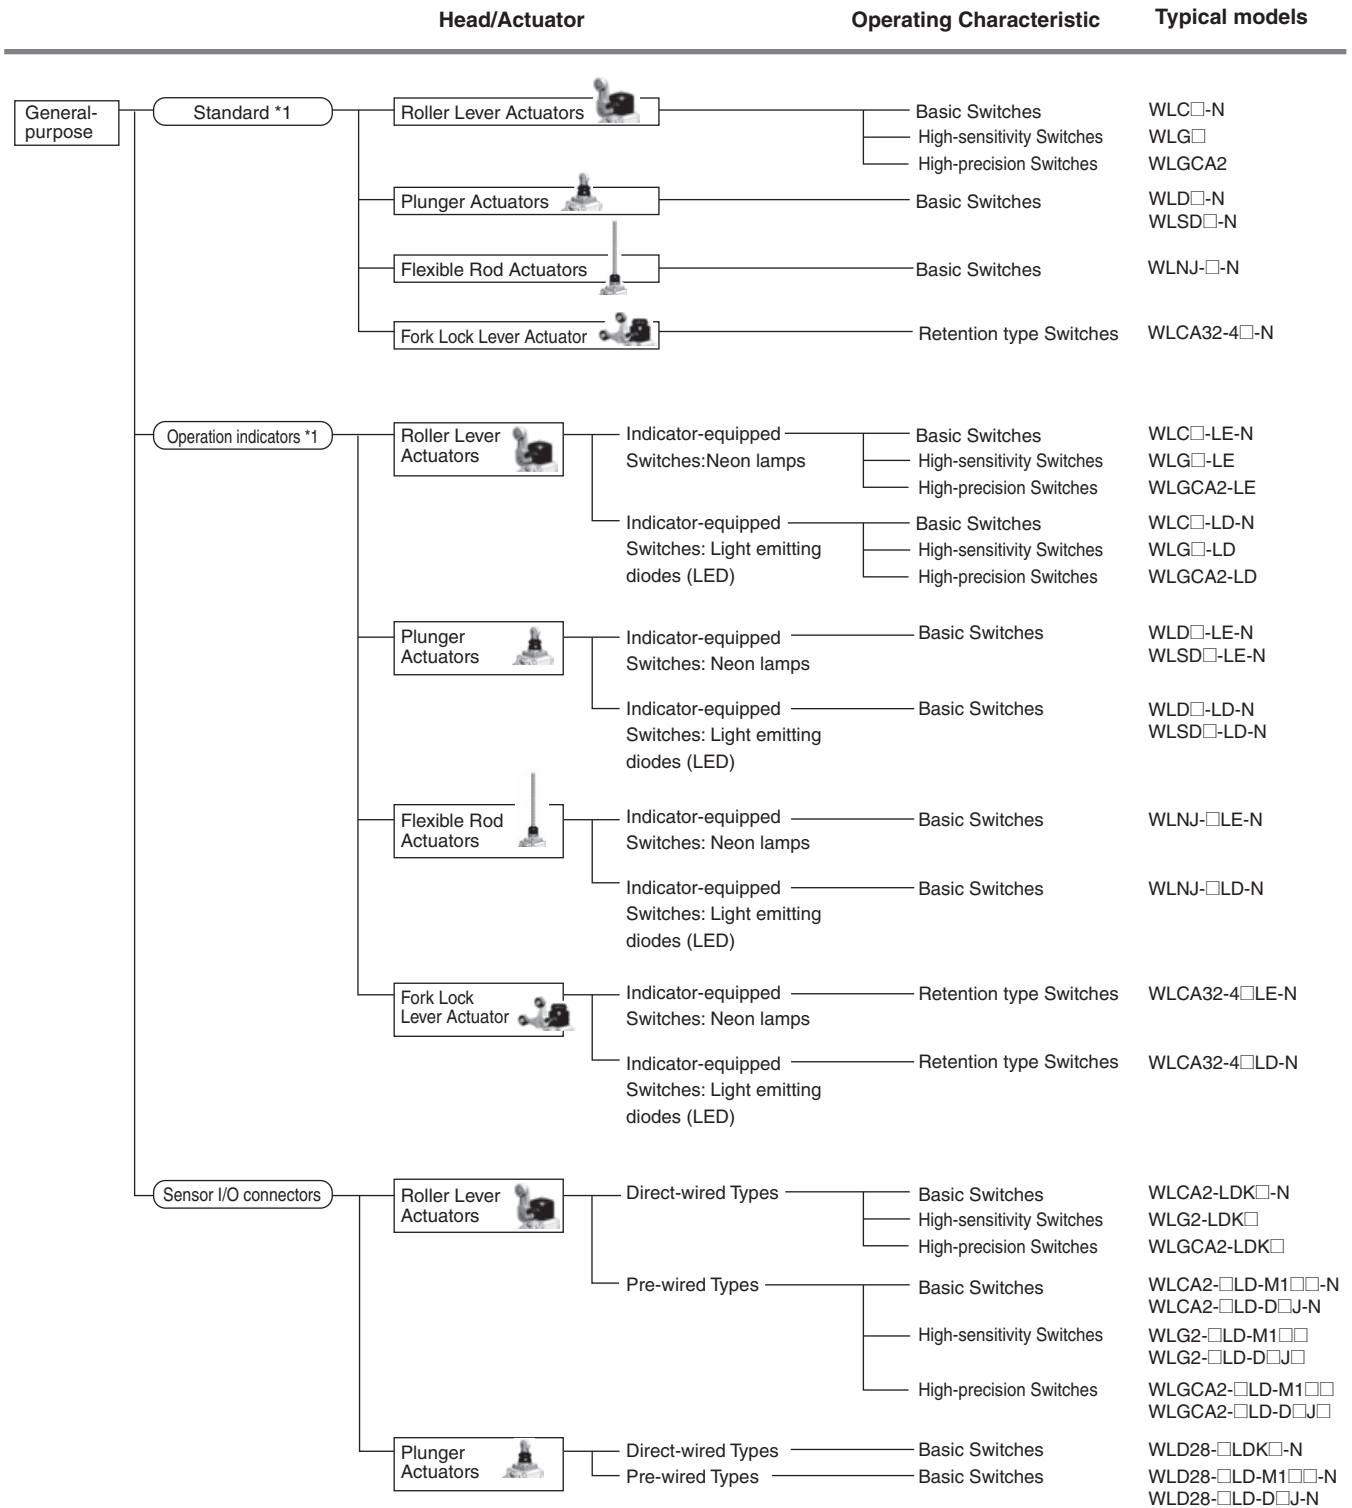 Head/Actuator Operating Characteristic Typical models
General-
purpose
Standard *1
Roller Lever Actuators
Basic Switches WLC□-N
High-sensitivity Switches WLG□
High-precision Switches WLGCA2
Plunger Actuators
Basic Switches WLD□-N
WLSD□-N
Flexible Rod Actuators
Basic Switches WLNJ-□-N
Fork Lock Lever Actuator
Retention type Switches WLCA32-4□-N
Operation indicators *1
Roller Lever
Actuators
Indicator-equipped
Switches:Neon lamps
Basic Switches WLC□-LE-N
High-sensitivity Switches WLG□-LE
High-precision Switches WLGCA2-LE
Indicator-equipped
Switches: Light emitting
diodes (LED)
Basic Switches WLC□-LD-N
High-sensitivity Switches WLG□-LD
High-precision Switches WLGCA2-LD
Plunger
Actuators
Indicator-equipped
Switches: Neon lamps
Basic Switches WLD□-LE-N
WLSD□-LE-N
Indicator-equipped
Switches: Light emitting
diodes (LED)
Basic Switches WLD□-LD-N
WLSD□-LD-N
Flexible Rod
Actuators
Indicator-equipped
Switches: Neon lamps
Basic Switches WLNJ-□LE-N
Indicator-equipped
Switches: Light emitting
diodes (LED)
Basic Switches WLNJ-□LD-N
Fork Lock
Lever Actuator
Indicator-equipped
Switches: Neon lamps
Retention type Switches WLCA32-4□LE-N
Indicator-equipped
Switches: Light emitting
diodes (LED)
Retention type Switches WLCA32-4□LD-N
Sensor I/O connectors
Roller Lever
Actuators
Direct-wired Types
Basic Switches WLCA2-LDK□-N
High-sensitivity Switches WLG2-LDK□
High-precision Switches WLGCA2-LDK□
Pre-wired Types
Basic Switches WLCA2-□LD-M1□□-N
WLCA2-□LD-D□J-N
High-sensitivity Switches WLG2-□LD-M1□□
WLG2-□LD-D□J□
High-precision Switches WLGCA2-□LD-M1□□
WLGCA2-□LD-D□J□
Plunger
Actuators
Direct-wired Types Basic Switches WLD28-□LDK□-N
Pre-wired Types Basic Switches WLD28-□LD-M1□□-N
WLD28-□LD-D□J-N